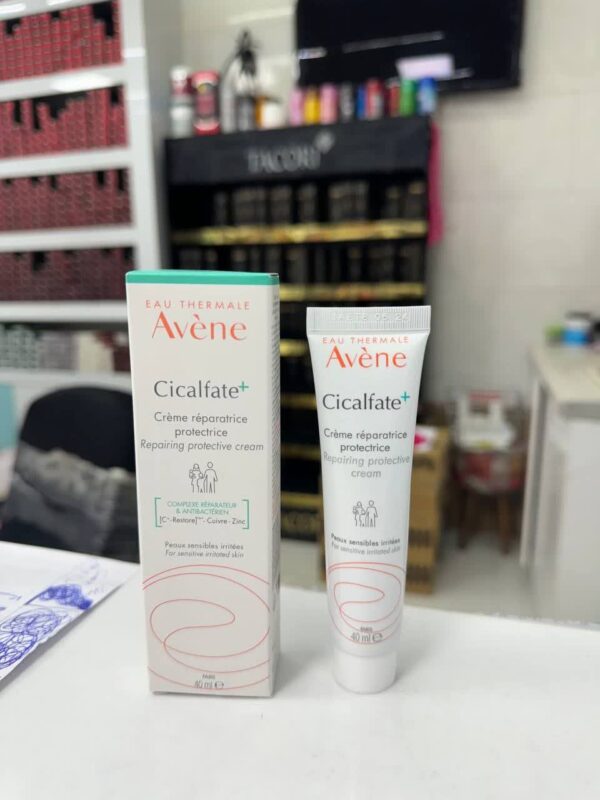 TACORI
EAU THERMALE
Avène
Cicalfate+
Crème réparatrice
protectrice
Repairing protective cream
COMPLEXE RÉPARATEUR
& ANTIBACTÉRIEN
[C+-Restore]™ - Cuivre - Zinc
Peaux sensibles irritées
For sensitive irritated skin
PARIS
40 ml e
EAU THERMALE
Avène
Cicalfate+
Crème réparatrice
protectrice
Repairing protective
cream
Peaux sensibles irritées
For sensitive irritated skin
PARIS
40 ml e